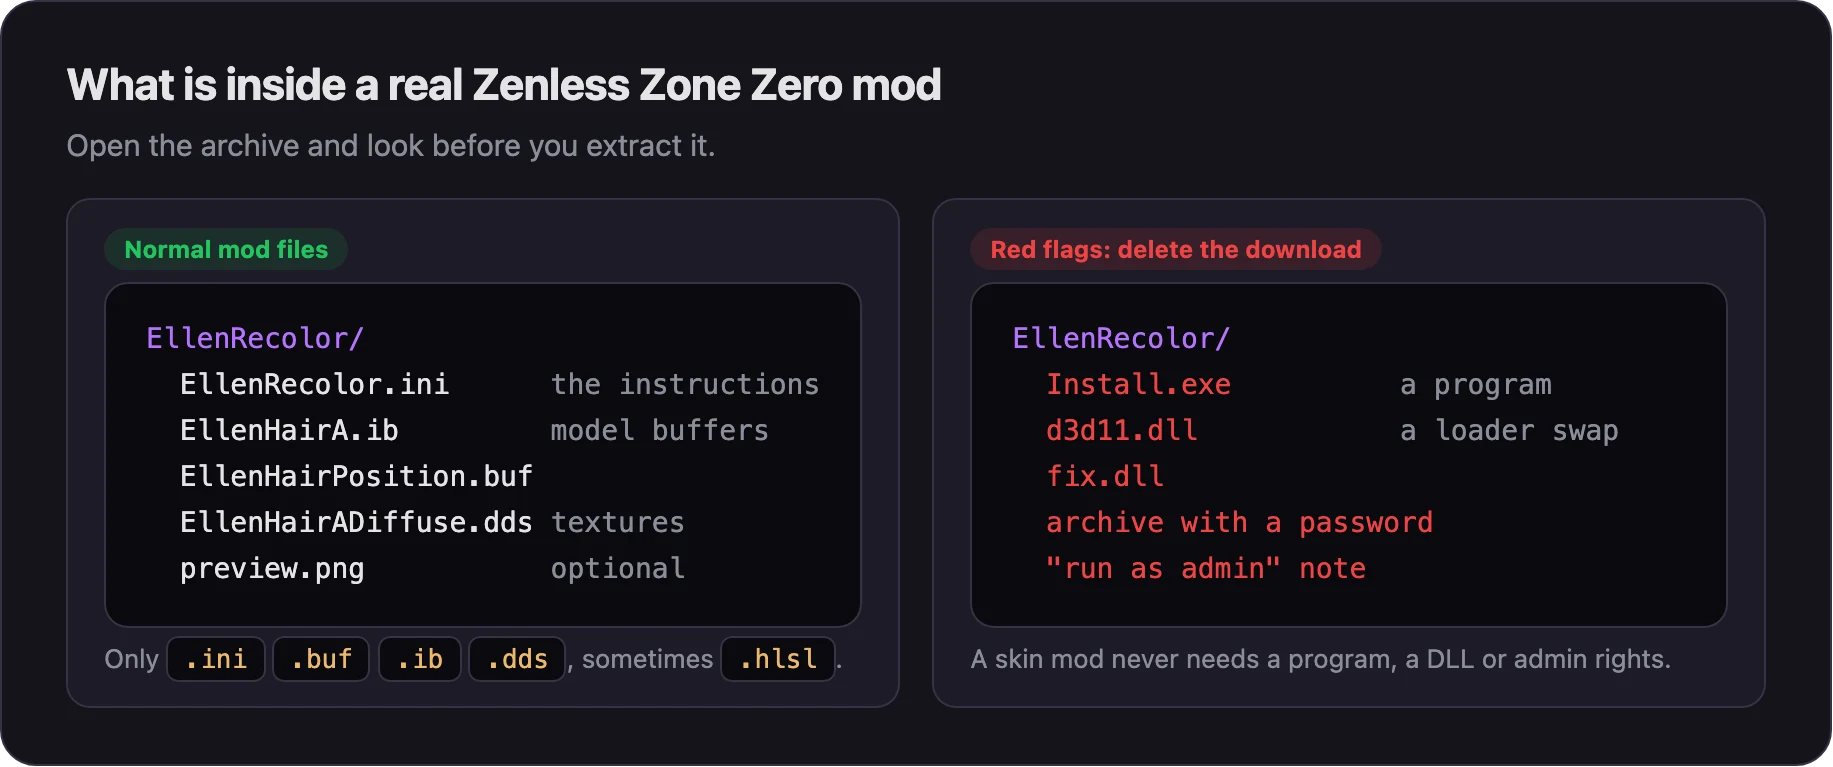 What is inside a real Zenless Zone Zero mod
Open the archive and look before you extract it.
Normal mod files
EllenRecolor/
EllenRecolor.ini the instructions
EllenHairA.ib model buffers
EllenHairPosition.buf
EllenHairADiffuse.dds textures
preview.png optional
Only .ini .buf .ib .dds, sometimes .hlsl.
Red flags: delete the download
EllenRecolor/
Install.exe a program
d3d11.dll a loader swap
fix.dll
archive with a password
"run as admin" note
A skin mod never needs a program, a DLL or admin rights.